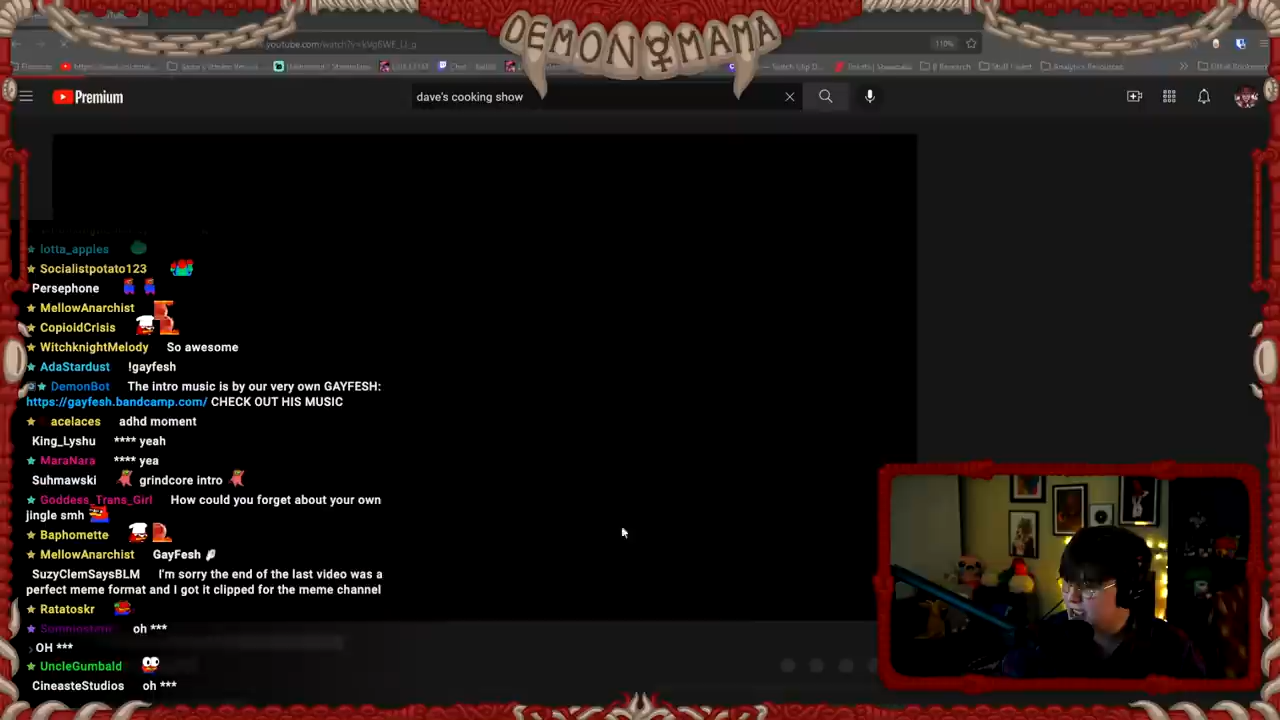 DEMON MAMA
110%
Premium
dave's cooking show
lotta_apples
Socialistpotato123
Persephone
MellowAnarchist
CopioidCrisis
WitchknightMelody So awesome
AdaStardust !gayfesh
DemonBot The intro music is by our very own GAYFESH:
https://gayfesh.bandcamp.com/ CHECK OUT HIS MUSIC
acelaces adhd moment
King_Lyshu **** yeah
MaraNara **** yea
Suhmawski grindcore intro
Goddess_Trans_Girl How could you forget about your own
jingle smh
Baphomette
MellowAnarchist GayFesh
SuzyClemSaysBLM I'm sorry the end of the last video was a
perfect meme format and I got it clipped for the meme channel
Ratatoskr
oh ***
OH ***
UncleGumbald
CineasteStudios oh ***